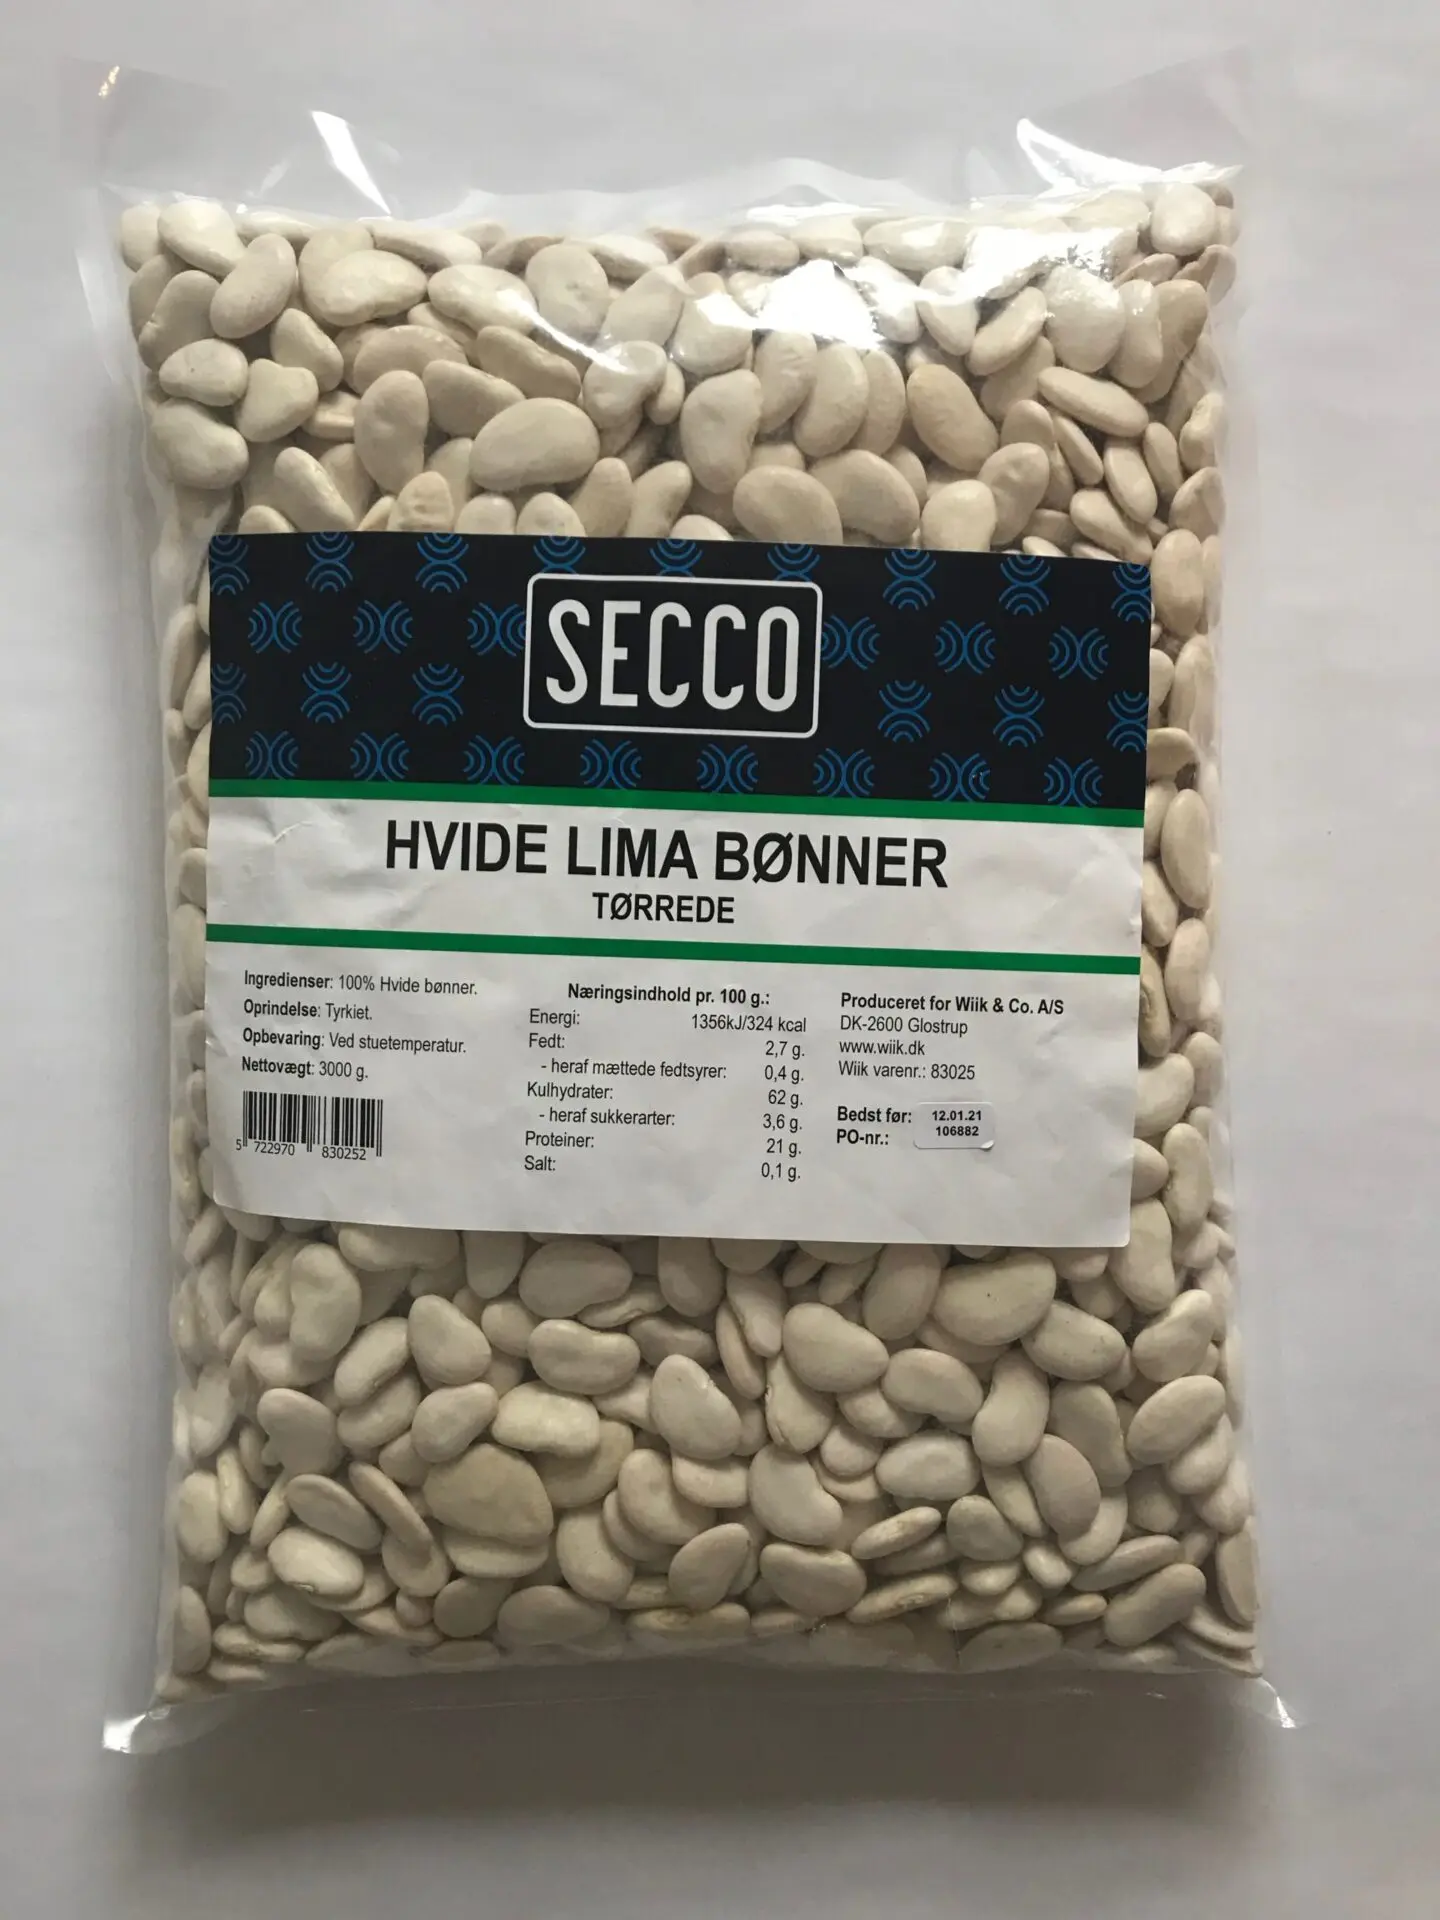 SECCO
HVIDE LIMA BØNNER
TØRREDE
Ingredienser: 100% Hvide bønner.
Oprindelse: Tyrkiet.
Opbevaring: Ved stuetemperatur.
Nettovægt: 3000 g.
5 722970 830252
Næringsindhold pr. 100 g.:
Energi: 1356kJ/324 kcal
Fedt: 2,7 g.
- heraf mættede fedtsyrer: 0,4 g.
Kulhydrater: 62 g.
- heraf sukkerarter: 3,6 g.
Proteiner: 21 g.
Salt: 0,1 g.
Produceret for Wiik & Co. A/S
DK-2600 Glostrup
www.wiik.dk
Wiik varenr.: 83025
Bedst før: 12.01.21
PO-nr.: 106882